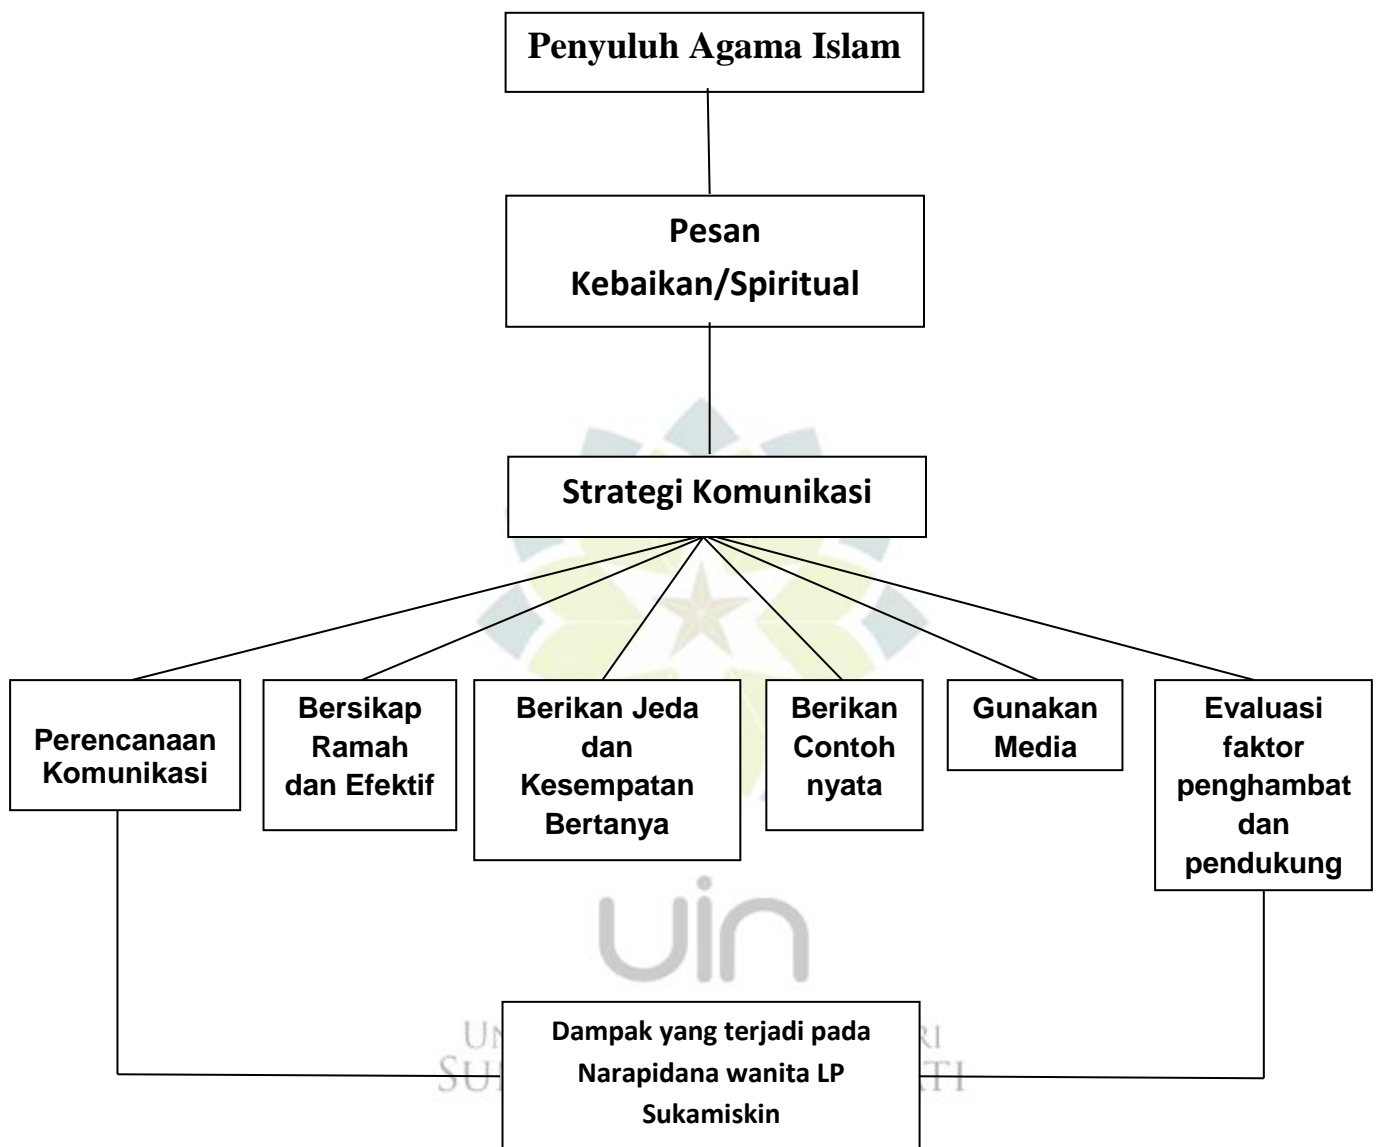 Penyuluh Agama Islam
Pesan
Kebaikan/Spiritual
Strategi Komunikasi
Perencanaan
Komunikasi
Bersikap
Ramah
dan Efektif
Berikan Jeda
dan
Kesempatan
Bertanya
Berikan
Contoh
nyata
Gunakan
Media
Evaluasi
faktor
penghambat
dan
pendukung
uin
Dampak yang terjadi pada
Narapidana wanita LP
Sukamiskin